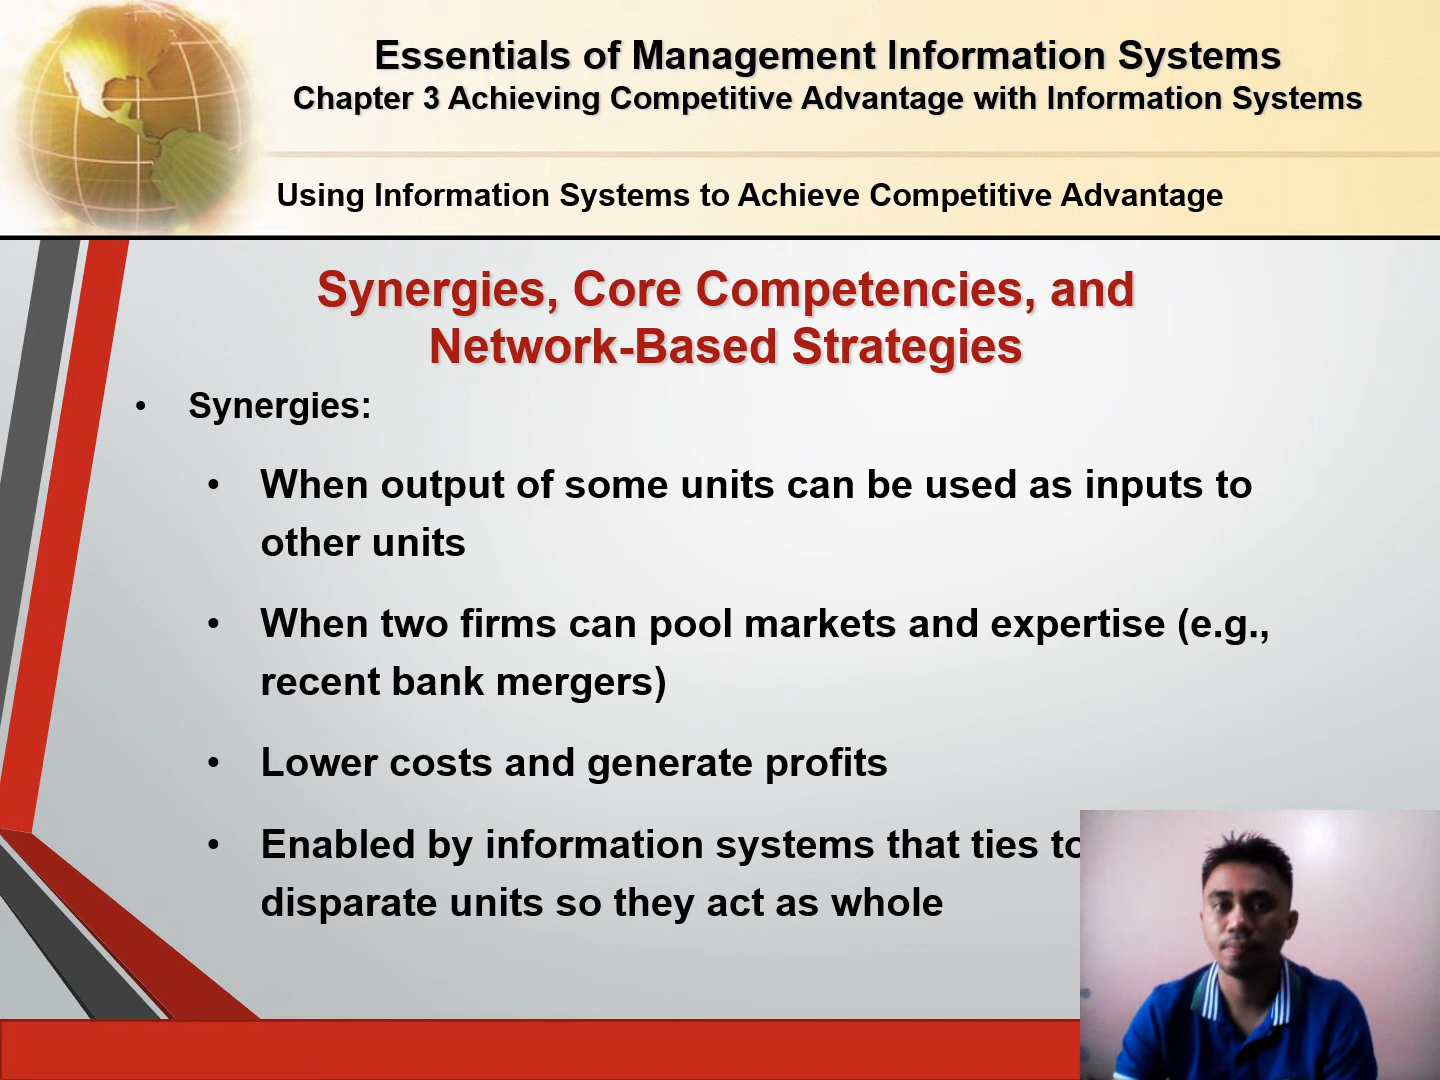 Essentials of Management Information Systems
Chapter 3 Achieving Competitive Advantage with Information Systems
Using Information Systems to Achieve Competitive Advantage
Synergies, Core Competencies, and
Network-Based Strategies
• Synergies:
• When output of some units can be used as inputs to
other units
• When two firms can pool markets and expertise (e.g.,
recent bank mergers)
• Lower costs and generate profits
• Enabled by information systems that ties
disparate units so they act as whole